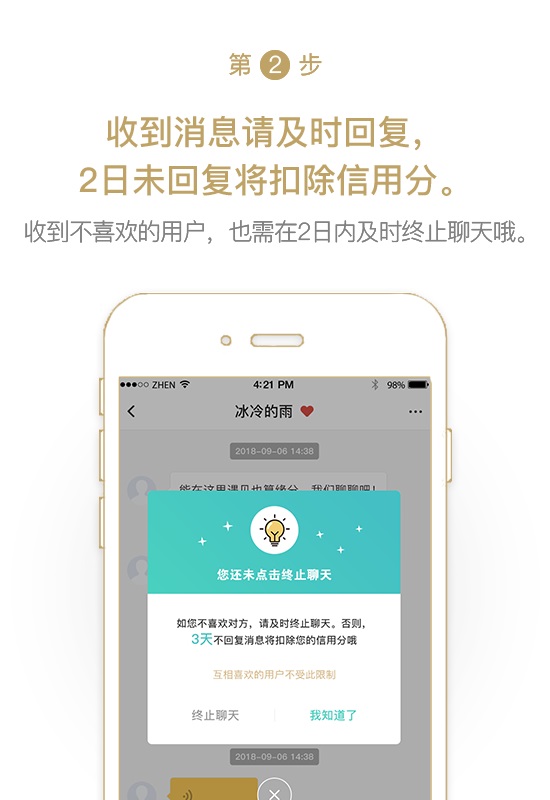 第 2 步
收到消息请及时回复，
2日未回复将扣除信用分。
收到不喜欢的用户，也需在2日内及时终止聊天哦。
ZHEN 4:21 PM 98%
冰冷的雨
2018-09-06 14:38
能在这里遇见也算缘分，我们聊聊吧！
您还未点击终止聊天
如您不喜欢对方，请及时终止聊天。否则，
3天不回复消息将扣除您的信用分哦
互相喜欢的用户不受此限制
终止聊天 我知道了
2018-09-06 14:38